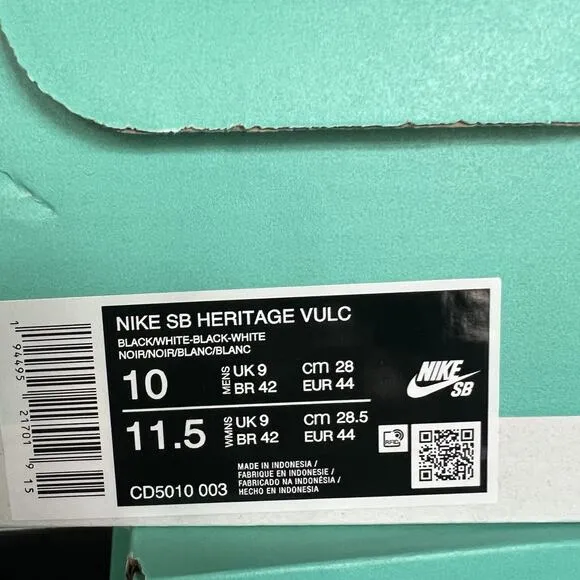 NIKE SB HERITAGE VULC
BLACK/WHITE-BLACK-WHITE
NOIR/NOIR/BLANC/BLANC
10 MENS UK 9 cm 28
BR 42 EUR 44
11.5 WMNS UK 9 cm 28.5
BR 42 EUR 44
NIKE SB
RFID
MADE IN INDONESIA /
FABRIQUE EN INDONESIE /
FABRICADO NA INDONÉSIA /
HECHO EN INDONESIA
CD5010 003
1 94495 21701 9 15